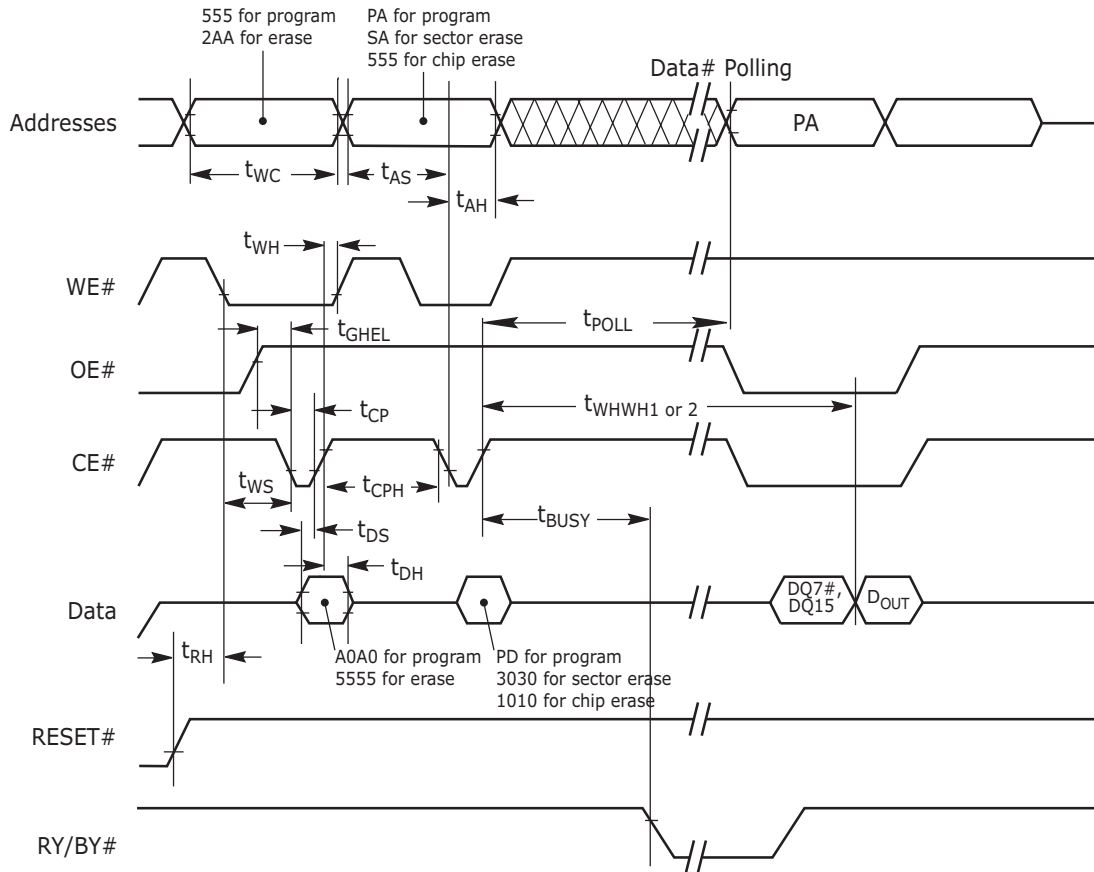 555 for program
2AA for erase
PA for program
SA for sector erase
555 for chip erase
Data# Polling
Addresses
PA
tWC
tAS
tAH
tWH
WE#
tGHEL
tPOLL
OE#
tCP
tWHWH1 or 2
CE#
tWS
tCPH
tBUSY
tDS
tDH
Data
DQ7#,
DQ15
DOUT
tRH
A0A0 for program
5555 for erase
PD for program
3030 for sector erase
1010 for chip erase
RESET#
RY/BY#